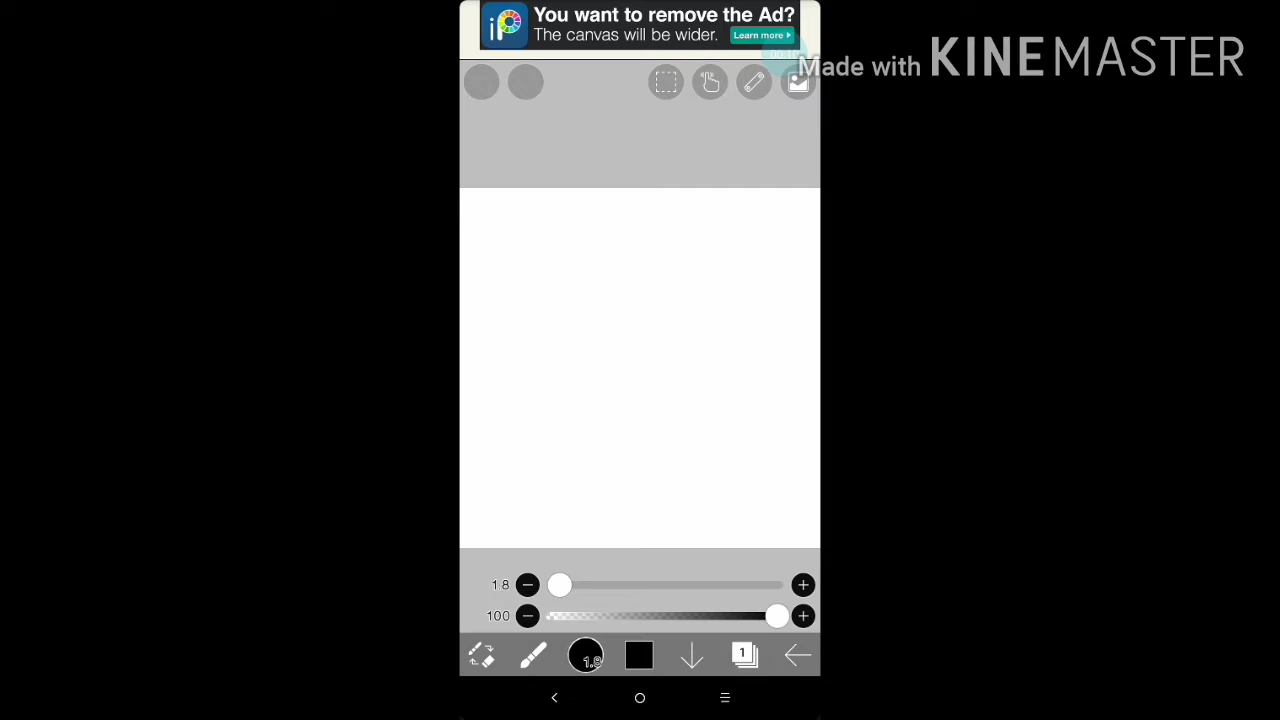 iP
You want to remove the Ad?
The canvas will be wider.
Learn more
Made with KINEMASTER
1.8
100
1.8
1